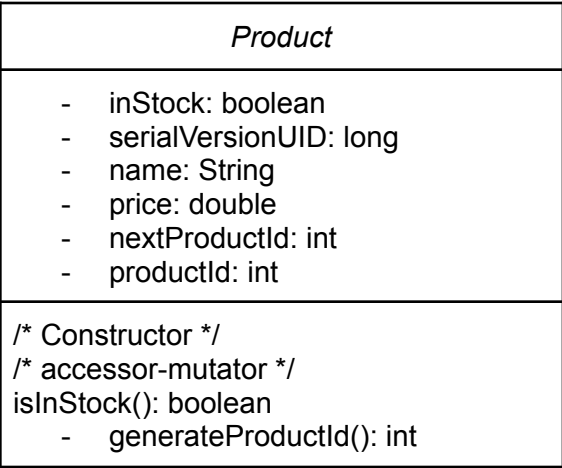 Product
- inStock: boolean
- serialVersionUID: long
- name: String
- price: double
- nextProductId: int
- productId: int
/* Constructor */
/* accessor-mutator */
isInStock(): boolean
- generateProductId(): int